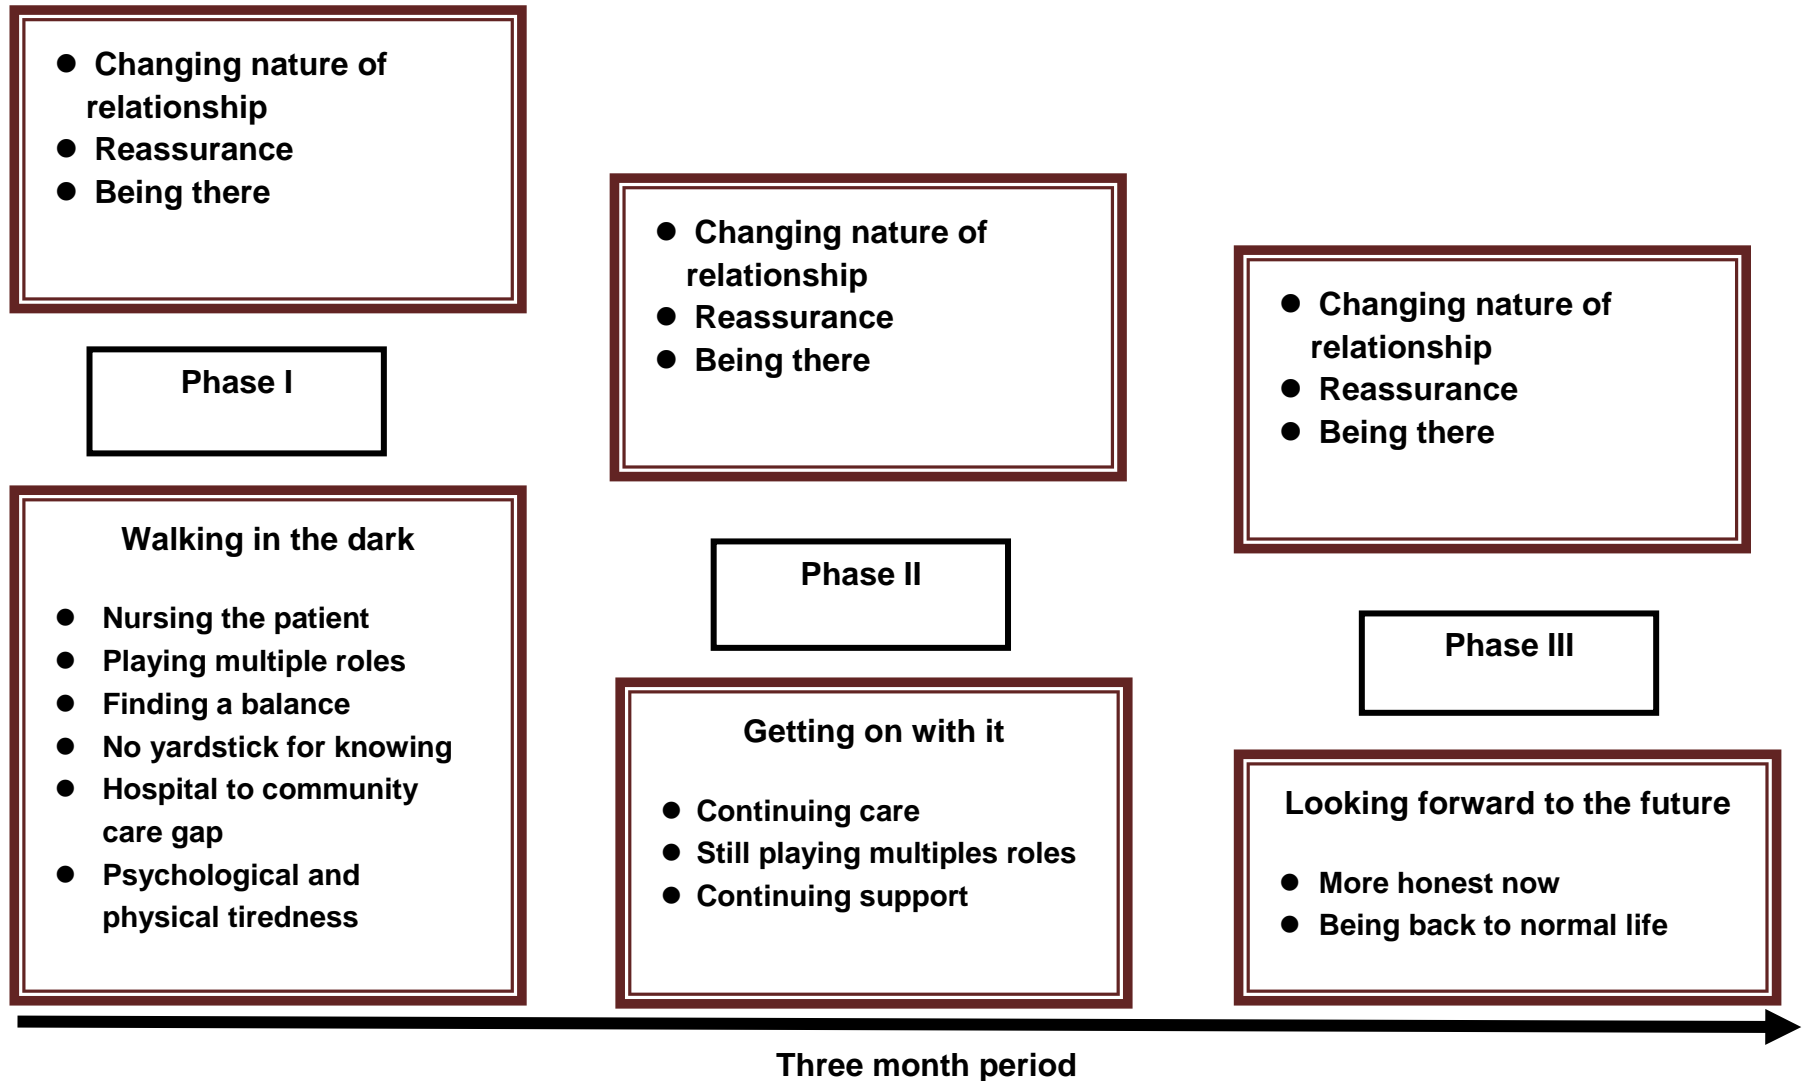 ● Changing nature of
relationship
● Reassurance
● Being there
Phase I
Walking in the dark
● Nursing the patient
● Playing multiple roles
● Finding a balance
● No yardstick for knowing
● Hospital to community
care gap
● Psychological and
physical tiredness
● Changing nature of
relationship
● Reassurance
● Being there
Phase II
Getting on with it
● Continuing care
● Still playing multiples roles
● Continuing support
● Changing nature of
relationship
● Reassurance
● Being there
Phase III
Looking forward to the future
● More honest now
● Being back to normal life
Three month period